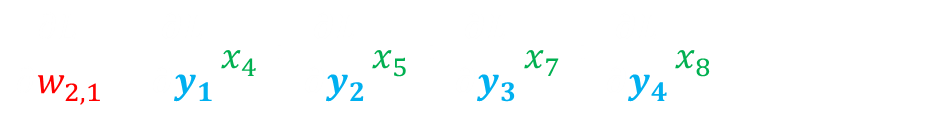 w₂,₁ y₁ x₄ y₂ x₅ y₃ x₇ y₄ x₈